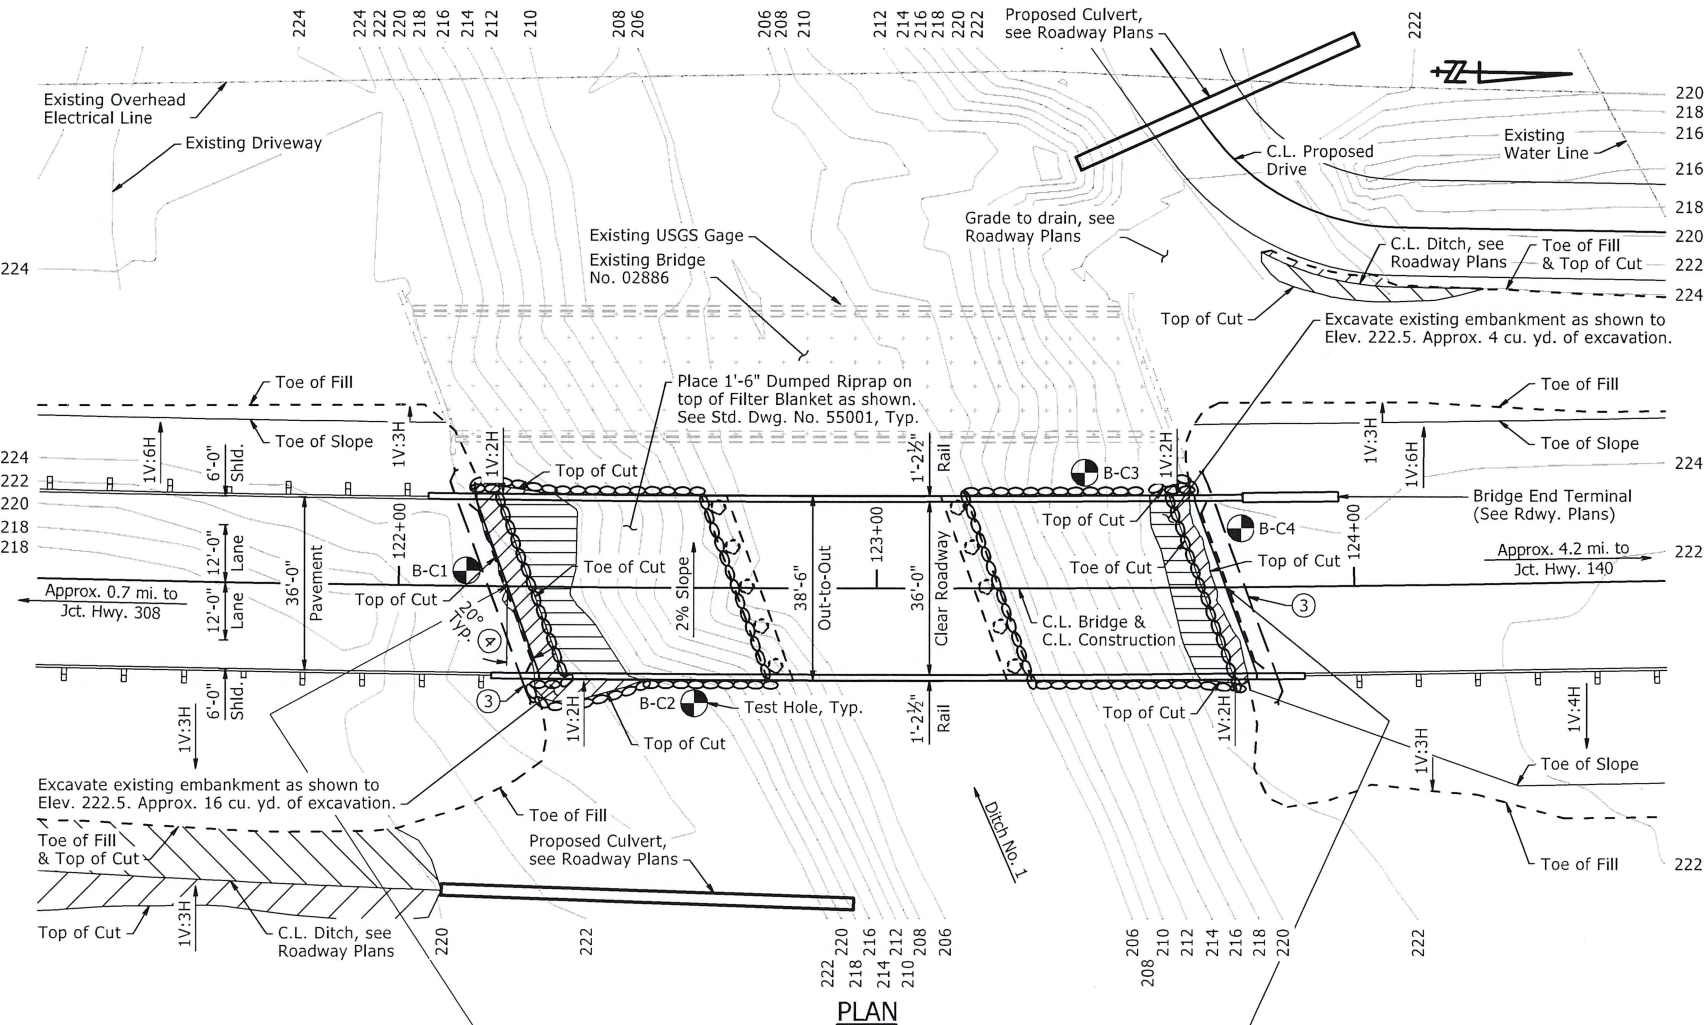 224
224
222
220
218
216
214
212
210
208
206
206
208
210
212
214
216
218
220
222
Proposed Culvert,
see Roadway Plans
222
N
Existing Overhead
Electrical Line
Existing Driveway
C.L. Proposed
Drive
Existing
Water Line
220
218
216
216
218
220
222
224
Grade to drain, see
Roadway Plans
C.L. Ditch, see
Roadway Plans
Toe of Fill
& Top of Cut
Existing USGS Gage
Existing Bridge
No. 02886
224
Top of Cut
Excavate existing embankment as shown to
Elev. 222.5. Approx. 4 cu. yd. of excavation.
Toe of Fill
Toe of Slope
1V:6H
6'-0"
Shld.
1V:3H
1V:2H
Place 1'-6" Dumped Riprap on
top of Filter Blanket as shown.
See Std. Dwg. No. 55001, Typ.
Top of Cut
1'-2½"
Rail
B-C3
1V:2H
Toe of Fill
1V:3H
1V:6H
Toe of Slope
224
222
220
218
218
224
Bridge End Terminal
(See Rdwy. Plans)
12'-0"
Lane
36'-0"
Pavement
122+00
B-C1
Top of Cut
Toe of Cut
2% Slope
38'-6"
Out-to-Out
123+00
36'-0"
Clear Roadway
Top of Cut
Toe of Cut
B-C4
Top of Cut
124+00
Approx. 4.2 mi. to
Jct. Hwy. 140
222
Approx. 0.7 mi. to
Jct. Hwy. 308
12'-0"
Lane
20°
Typ.
4
3
C.L. Bridge &
C.L. Construction
3
6'-0"
Shld.
1V:3H
1V:2H
B-C2
Test Hole, Typ.
1'-2½"
Rail
Top of Cut
1V:2H
1V:4H
Top of Cut
1V:3H
Toe of Slope
Excavate existing embankment as shown to
Elev. 222.5. Approx. 16 cu. yd. of excavation.
Toe of Fill
Ditch No. 1
Toe of Fill
& Top of Cut
Proposed Culvert,
see Roadway Plans
Toe of Fill
222
1V:3H
Top of Cut
C.L. Ditch, see
Roadway Plans
220
222
222
220
218
216
214
212
210
208
206
206
208
210
212
214
216
218
220
222
PLAN